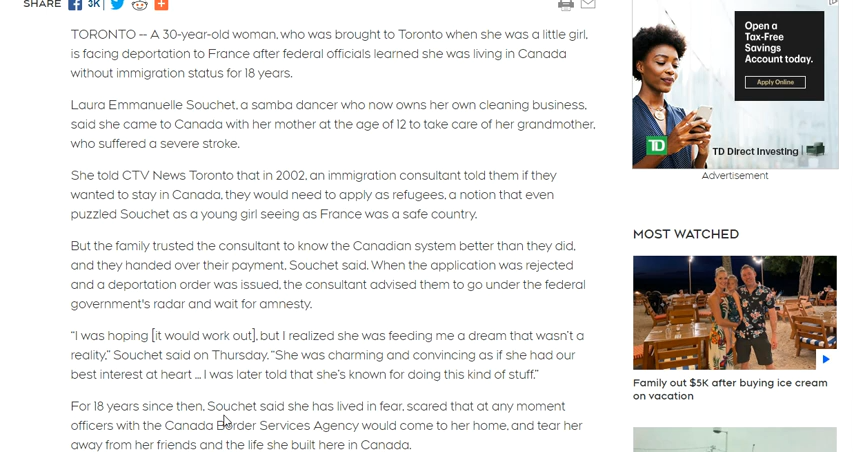 SHARE 3K
TORONTO -- A 30-year-old woman, who was brought to Toronto when she was a little girl,
is facing deportation to France after federal officials learned she was living in Canada
without immigration status for 18 years.
Laura Emmanuelle Souchet, a samba dancer who now owns her own cleaning business,
said she came to Canada with her mother at the age of 12 to take care of her grandmother,
who suffered a severe stroke.
She told CTV News Toronto that in 2002, an immigration consultant told them if they
wanted to stay in Canada, they would need to apply as refugees, a notion that even
puzzled Souchet as a young girl seeing as France was a safe country.
But the family trusted the consultant to know the Canadian system better than they did,
and they handed over their payment, Souchet said. When the application was rejected
and a deportation order was issued, the consultant advised them to go under the federal
government's radar and wait for amnesty.
“I was hoping [it would work out], but I realized she was feeding me a dream that wasn’t a
reality,” Souchet said on Thursday. “She was charming and convincing as if she had our
best interest at heart ... I was later told that she’s known for doing this kind of stuff.”
For 18 years since then, Souchet said she has lived in fear, scared that at any moment
officers with the Canada Border Services Agency would come to her home, and tear her
away from her friends and the life she built here in Canada.
Open a
Tax-Free
Savings
Account today.
Apply Online
TD
TD Direct Investing
Advertisement
MOST WATCHED
Family out $5K after buying ice cream
on vacation